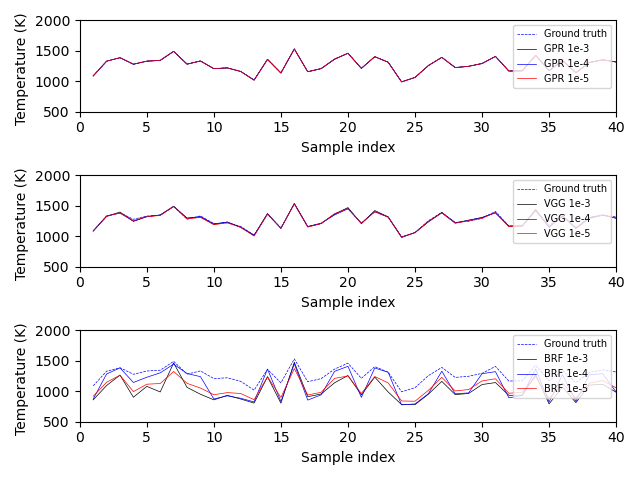 2000
1500
1000
500
Temperature (K)
Ground truth
GPR 1e-3
GPR 1e-4
GPR 1e-5
0 5 10 15 20 25 30 35 40
Sample index
2000
1500
1000
500
Temperature (K)
Ground truth
VGG 1e-3
VGG 1e-4
VGG 1e-5
0 5 10 15 20 25 30 35 40
Sample index
2000
1500
1000
500
Temperature (K)
Ground truth
BRF 1e-3
BRF 1e-4
BRF 1e-5
0 5 10 15 20 25 30 35 40
Sample index